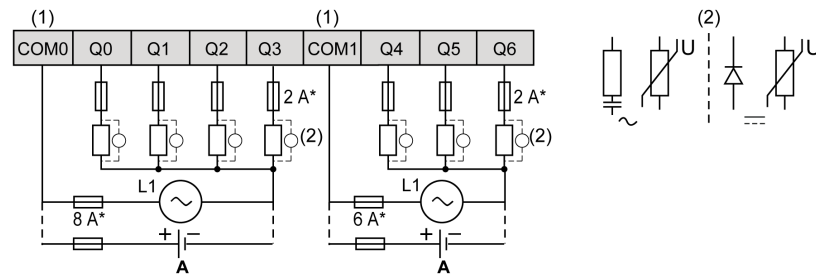 (1) (1) (2)
COM0 Q0 Q1 Q2 Q3 COM1 Q4 Q5 Q6
U U
2 A* 2 A*
(2) (2)
L1 L1
8 A* 6 A*
+ − + −
A A